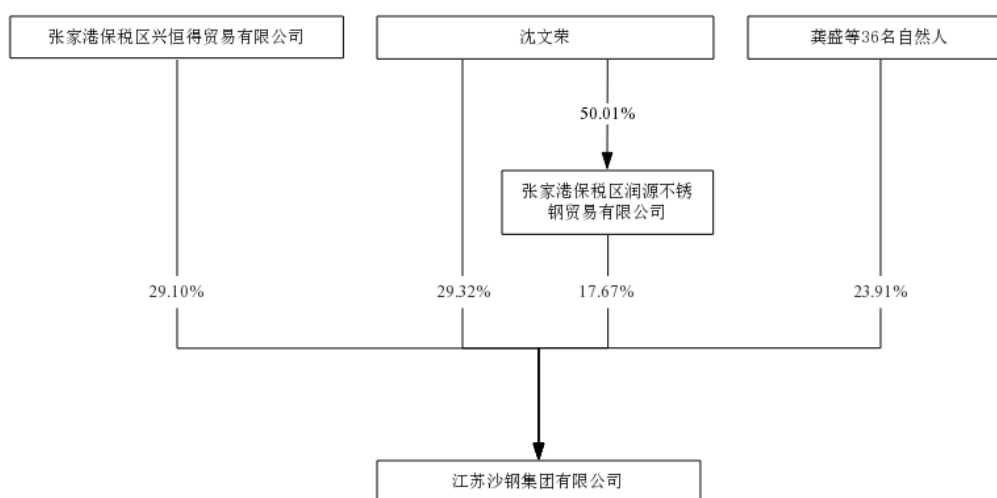 张家港保税区兴恒得贸易有限公司
沈文荣
龚盛等36名自然人
50.01%
张家港保税区润源不锈
钢贸易有限公司
29.10%
29.32%
17.67%
23.91%
江苏沙钢集团有限公司